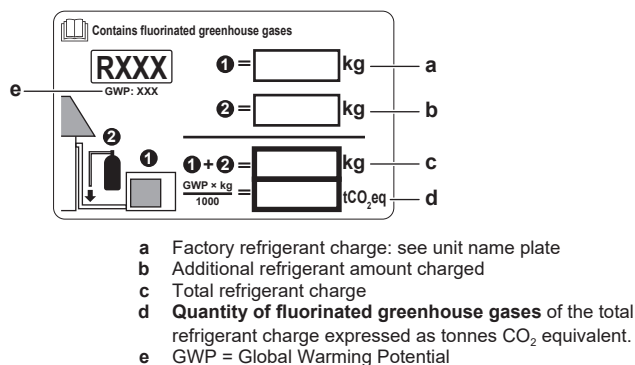 Contains fluorinated greenhouse gases
RXXX
GWP: XXX
e
❶ = kg a
❷ = kg b
❷
❶
❶ + ❷ = kg c
GWP × kg
1000
= tCO₂eq d
a Factory refrigerant charge: see unit name plate
b Additional refrigerant amount charged
c Total refrigerant charge
d Quantity of fluorinated greenhouse gases of the total
refrigerant charge expressed as tonnes CO₂ equivalent.
e GWP = Global Warming Potential